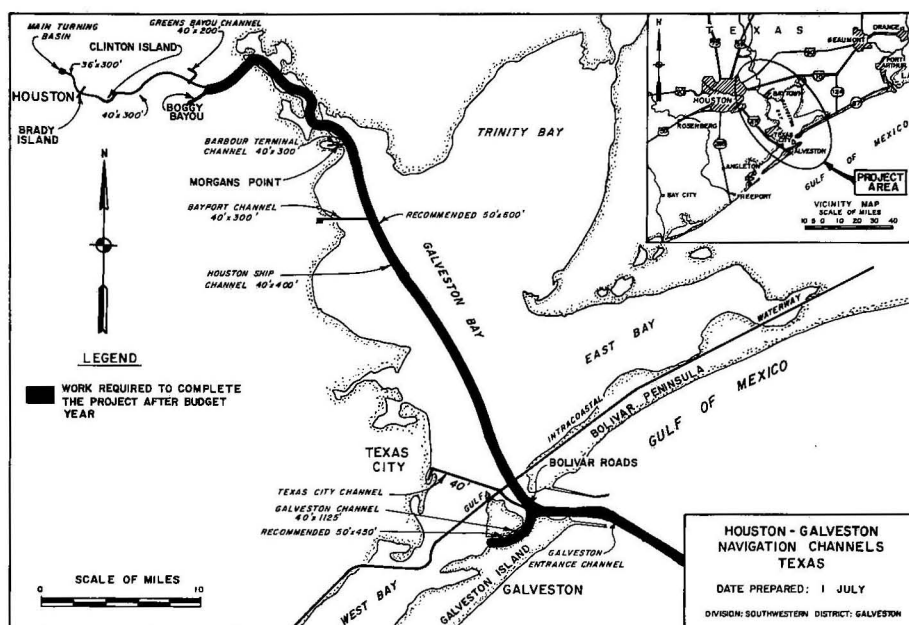 MAIN TURNING
BASIN
36'x300'
GREENS BAYOU CHANNEL
40'x 200'
CLINTON ISLAND
HOUSTON
BRADY
ISLAND
40'x 300'
BOGGY
BAYOU
BARBOUR TERMINAL
CHANNEL 40'x 300'
MORGANS POINT
BAYPORT CHANNEL
40'x 300'
RECOMMENDED 50'x 600'
HOUSTON SHIP
CHANNEL 40'x 400'
TRINITY BAY
GALVESTON BAY
EAST BAY
N
LEGEND
WORK REQUIRED TO COMPLETE
THE PROJECT AFTER BUDGET
YEAR
TEXAS
CITY
TEXAS CITY CHANNEL
40'
GALVESTON CHANNEL
40'x 1125'
RECOMMENDED 50'x 450'
GULF
INTRACOASTAL
WATERWAY
BOLIVAR PENINSULA
GULF OF MEXICO
BOLIVAR ROADS
GALVESTON
ENTRANCE CHANNEL
WEST BAY
GALVESTON ISLAND
GALVESTON
SCALE OF MILES
0 10
N
TEXAS
ORANGE
BEAUMONT
PORT
ARTHUR
LA
HOUSTON
BAYTOWN
ROSENBERG
TEXAS
CITY
GALVESTON
ANGLETON
FREEPORT
BAY CITY
GULF OF MEXICO
PROJECT
AREA
VICINITY MAP
SCALE OF MILES
10 5 0 10 20 30 40
HOUSTON - GALVESTON
NAVIGATION CHANNELS
TEXAS
DATE PREPARED: 1 JULY
DIVISION: SOUTHWESTERN DISTRICT: GALVESTON